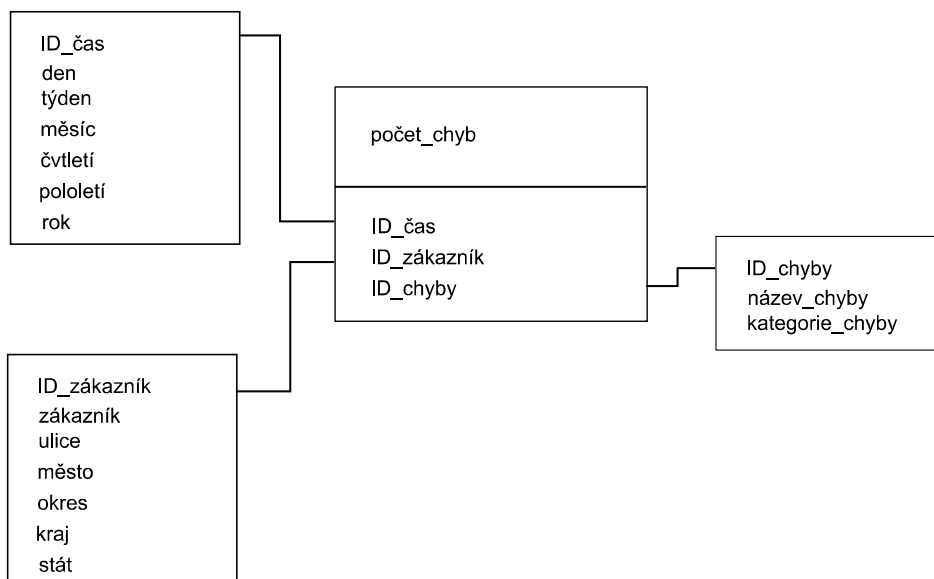 ID_čas
den
týden
měsíc
čvtletí
pololetí
rok
počet_chyb
ID_čas
ID_zákazník
ID_chyby
ID_chyby
název_chyby
kategorie_chyby
ID_zákazník
zákazník
ulice
město
okres
kraj
stát